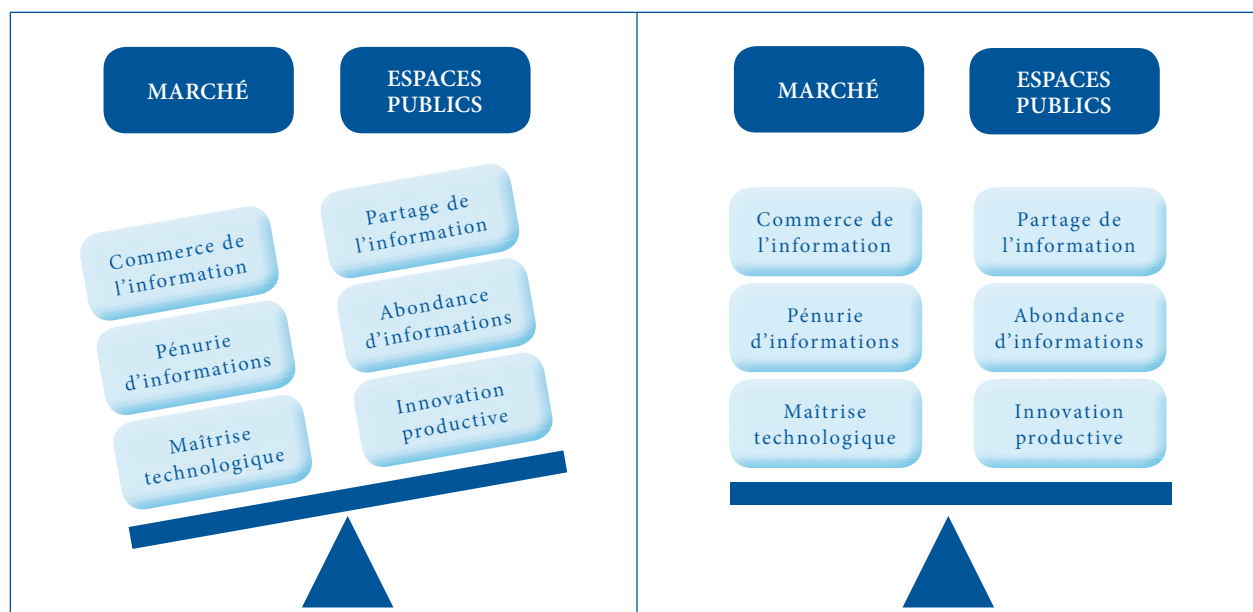 MARCHÉ
ESPACES
PUBLICS
Commerce de
l’information
Partage de
l’information
Pénurie
d’informations
Abondance
d’informations
Maîtrise
technologique
Innovation
productive
MARCHÉ
ESPACES
PUBLICS
Commerce de
l’information
Partage de
l’information
Pénurie
d’informations
Abondance
d’informations
Maîtrise
technologique
Innovation
productive